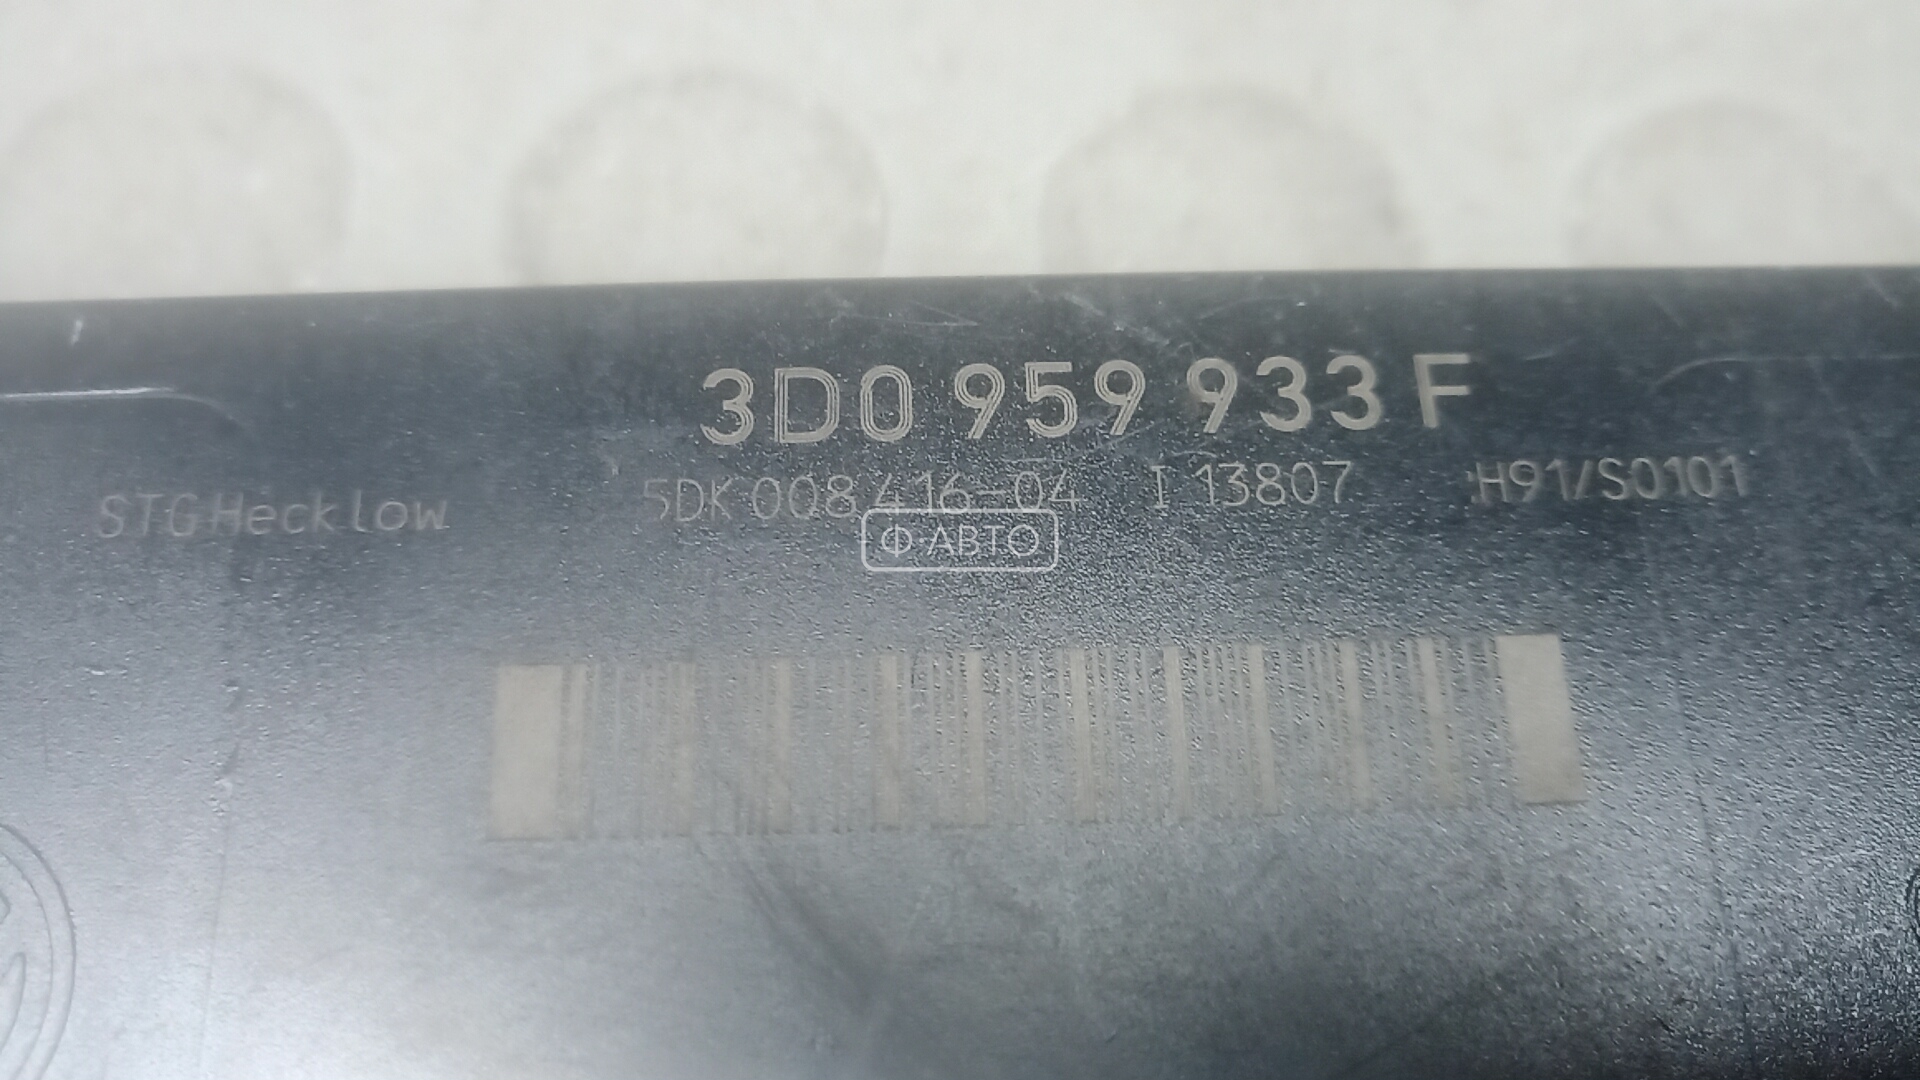 3D0 959 933 F
STGHecklow 5DK 008 416-04 I 13807 :H91/S0101
Ф·АВТО